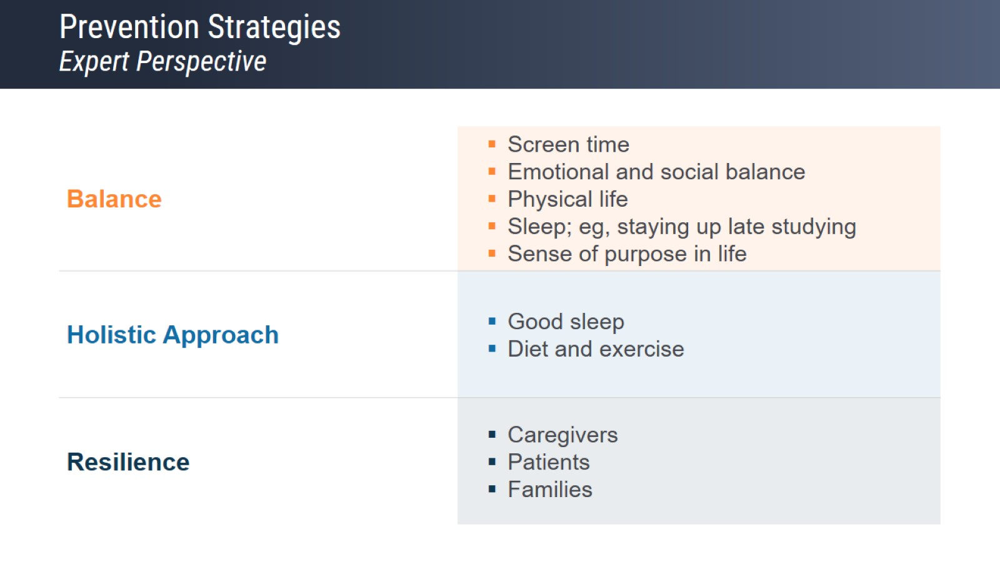 Prevention Strategies
Expert Perspective
Balance
Screen time
Emotional and social balance
Physical life
Sleep; eg, staying up late studying
Sense of purpose in life
Holistic Approach
Good sleep
Diet and exercise
Resilience
Caregivers
Patients
Families